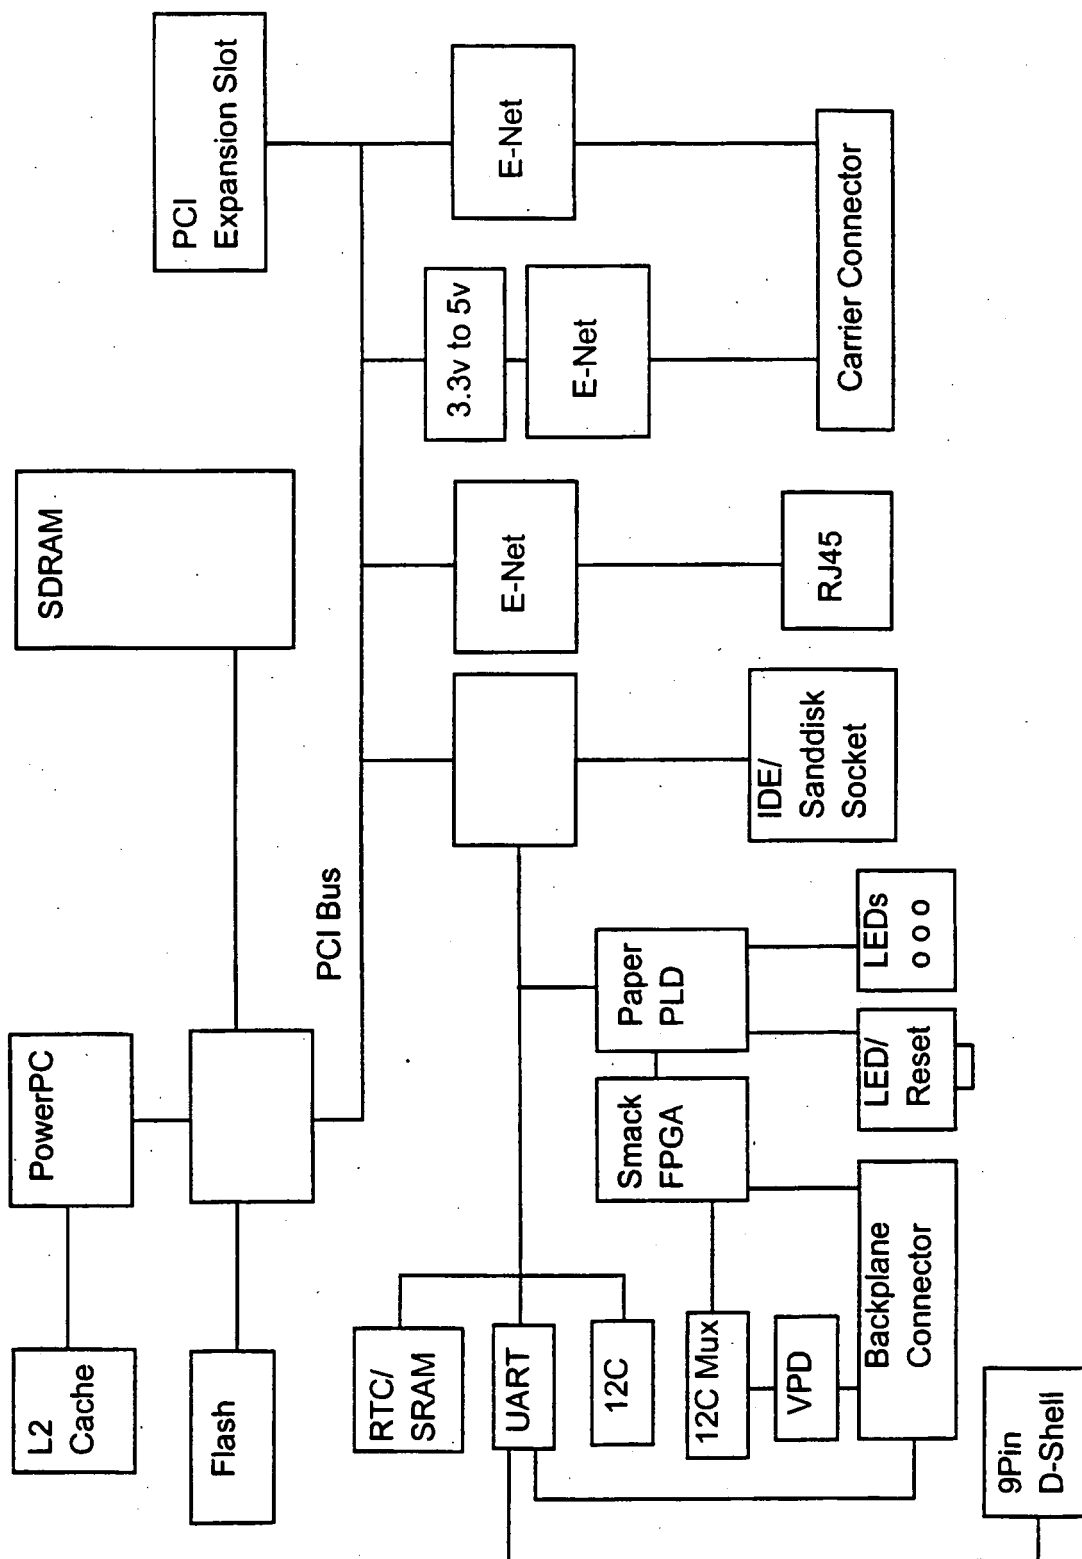 L2
Cache
PowerPC
SDRAM
PCI
Expansion Slot
Flash
PCI Bus
RTC/
SRAM
UART
12C
3.3v to 5v
E-Net
E-Net
E-Net
Smack
FPGA
Paper
PLD
12C Mux
VPD
IDE/
Sanddisk
Socket
RJ45
Carrier Connector
Backplane
Connector
LED/
Reset
LEDs
o o o
9Pin
D-Shell